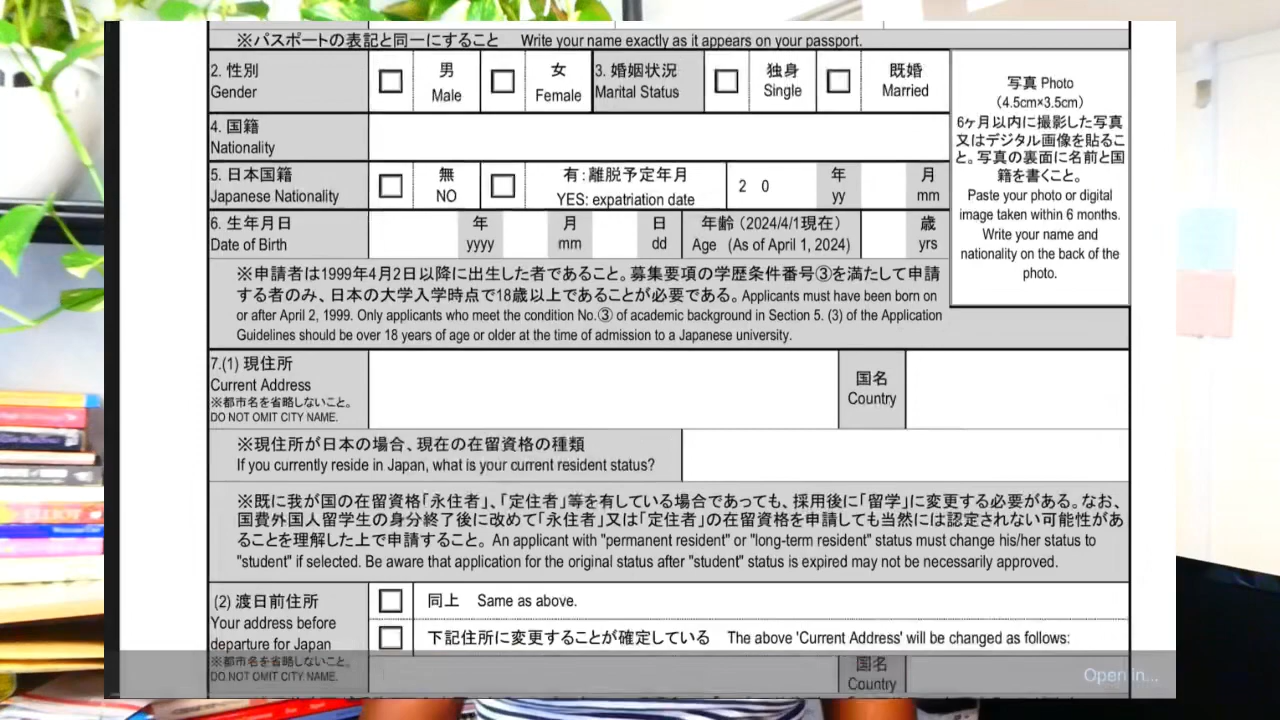 ※パスポートの表記と同一にすること Write your name exactly as it appears on your passport.
2. 性別
Gender
男
Male
女
Female
3. 婚姻状況
Marital Status
独身
Single
既婚
Married
写真 Photo
(4.5cm×3.5cm)
6ヶ月以内に撮影した写真
又はデジタル画像を貼るこ
と。写真の裏面に名前と国
籍を書くこと。
Paste your photo or digital
image taken within 6 months.
Write your name and
nationality on the back of the
photo.
4. 国籍
Nationality
5. 日本国籍
Japanese Nationality
無
NO
有:離脱予定年月
YES: expatriation date
2 0
年
yy
月
mm
6. 生年月日
Date of Birth
年
yyyy
月
mm
日
dd
年齢(2024/4/1現在)
Age (As of April 1, 2024)
歳
yrs
※申請者は1999年4月2日以降に出生した者であること。募集要項の学歴条件番号③を満たして申請
する者のみ、日本の大学入学時点で18歳以上であることが必要である。Applicants must have been born on
or after April 2, 1999. Only applicants who meet the condition No.③ of academic background in Section 5. (3) of the Application
Guidelines should be over 18 years of age or older at the time of admission to a Japanese university.
7.(1) 現住所
Current Address
※都市名を省略しないこと。
DO NOT OMIT CITY NAME.
国名
Country
※現住所が日本の場合、現在の在留資格の種類
If you currently reside in Japan, what is your current resident status?
※既に我が国の在留資格「永住者」、「定住者」等を有している場合であっても、採用後に「留学」に変更する必要がある。なお、
国費外国人留学生の身分終了後に改めて「永住者」又は「定住者」の在留資格を申請しても当然には認定されない可能性があ
ることを理解した上で申請すること。An applicant with "permanent resident" or "long-term resident" status must change his/her status to
"student" if selected. Be aware that application for the original status after "student" status is expired may not be necessarily approved.
(2) 渡日前住所
Your address before
departure for Japan
※都市名を省略しないこと。
DO NOT OMIT CITY NAME.
同上 Same as above.
下記住所に変更することが確定している The above 'Current Address' will be changed as follows:
国名
Country
Open in...